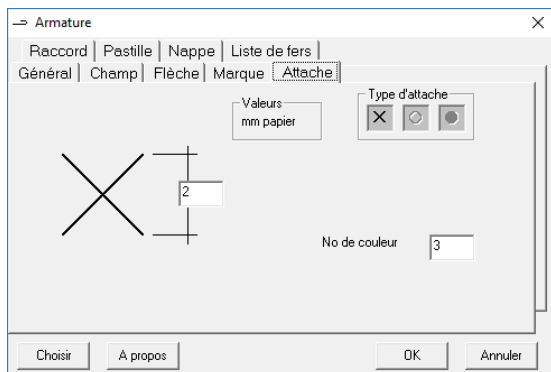 Armature
Raccord Pastille Nappe Liste de fers
Général Champ Flèche Marque Attache
Valeurs
mm papier
Type d'attache
2
No de couleur 3
Choisir A propos OK Annuler